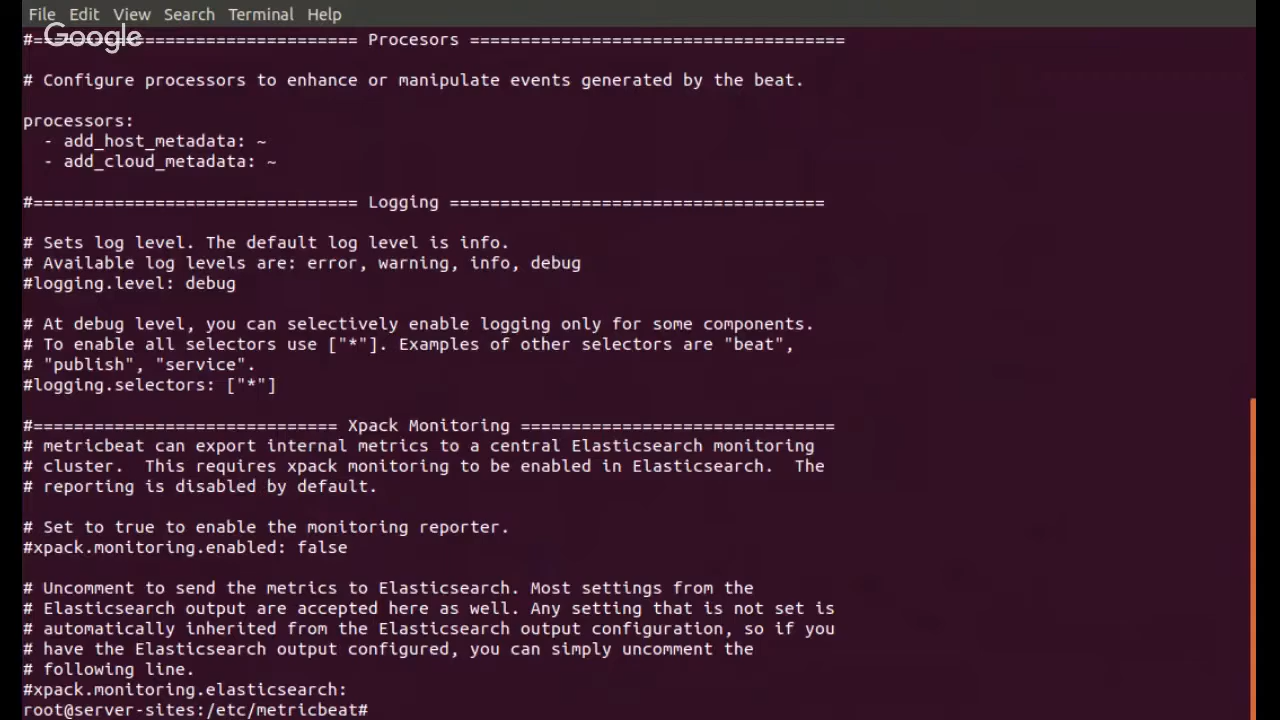 File Edit View Search Terminal Help
Google
#================================ Procesors =====================================
# Configure processors to enhance or manipulate events generated by the beat.
processors:
  - add_host_metadata: ~
  - add_cloud_metadata: ~
#================================ Logging =====================================
# Sets log level. The default log level is info.
# Available log levels are: error, warning, info, debug
#logging.level: debug
# At debug level, you can selectively enable logging only for some components.
# To enable all selectors use ["*"]. Examples of other selectors are "beat",
# "publish", "service".
#logging.selectors: ["*"]
#============================== Xpack Monitoring ===============================
# metricbeat can export internal metrics to a central Elasticsearch monitoring
# cluster.  This requires xpack monitoring to be enabled in Elasticsearch.  The
# reporting is disabled by default.
# Set to true to enable the monitoring reporter.
#xpack.monitoring.enabled: false
# Uncomment to send the metrics to Elasticsearch. Most settings from the
# Elasticsearch output are accepted here as well. Any setting that is not set is
# automatically inherited from the Elasticsearch output configuration, so if you
# have the Elasticsearch output configured, you can simply uncomment the
# following line.
#xpack.monitoring.elasticsearch:
root@server-sites:/etc/metricbeat#